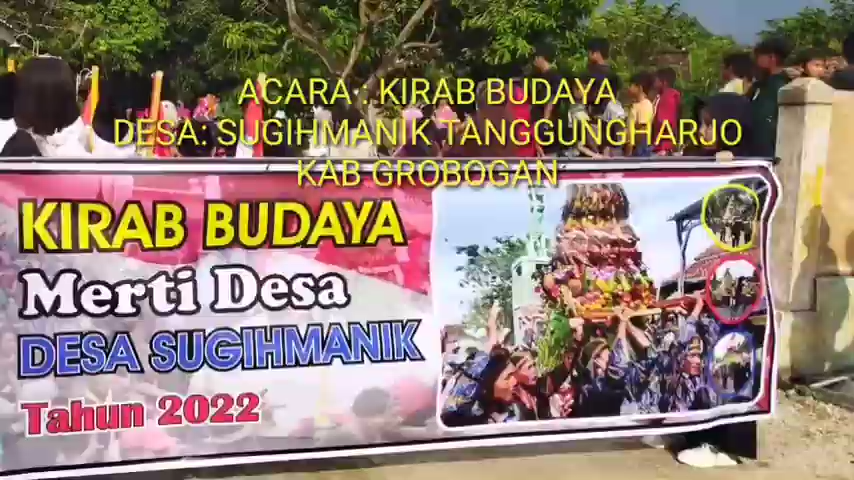 ACARA : KIRAB BUDAYA
DESA: SUGIHMANIK TANGGUNGHARJO
KAB GROBOGAN
KIRAB BUDAYA
Merti Desa
DESA SUGIHMANIK
Tahun 2022